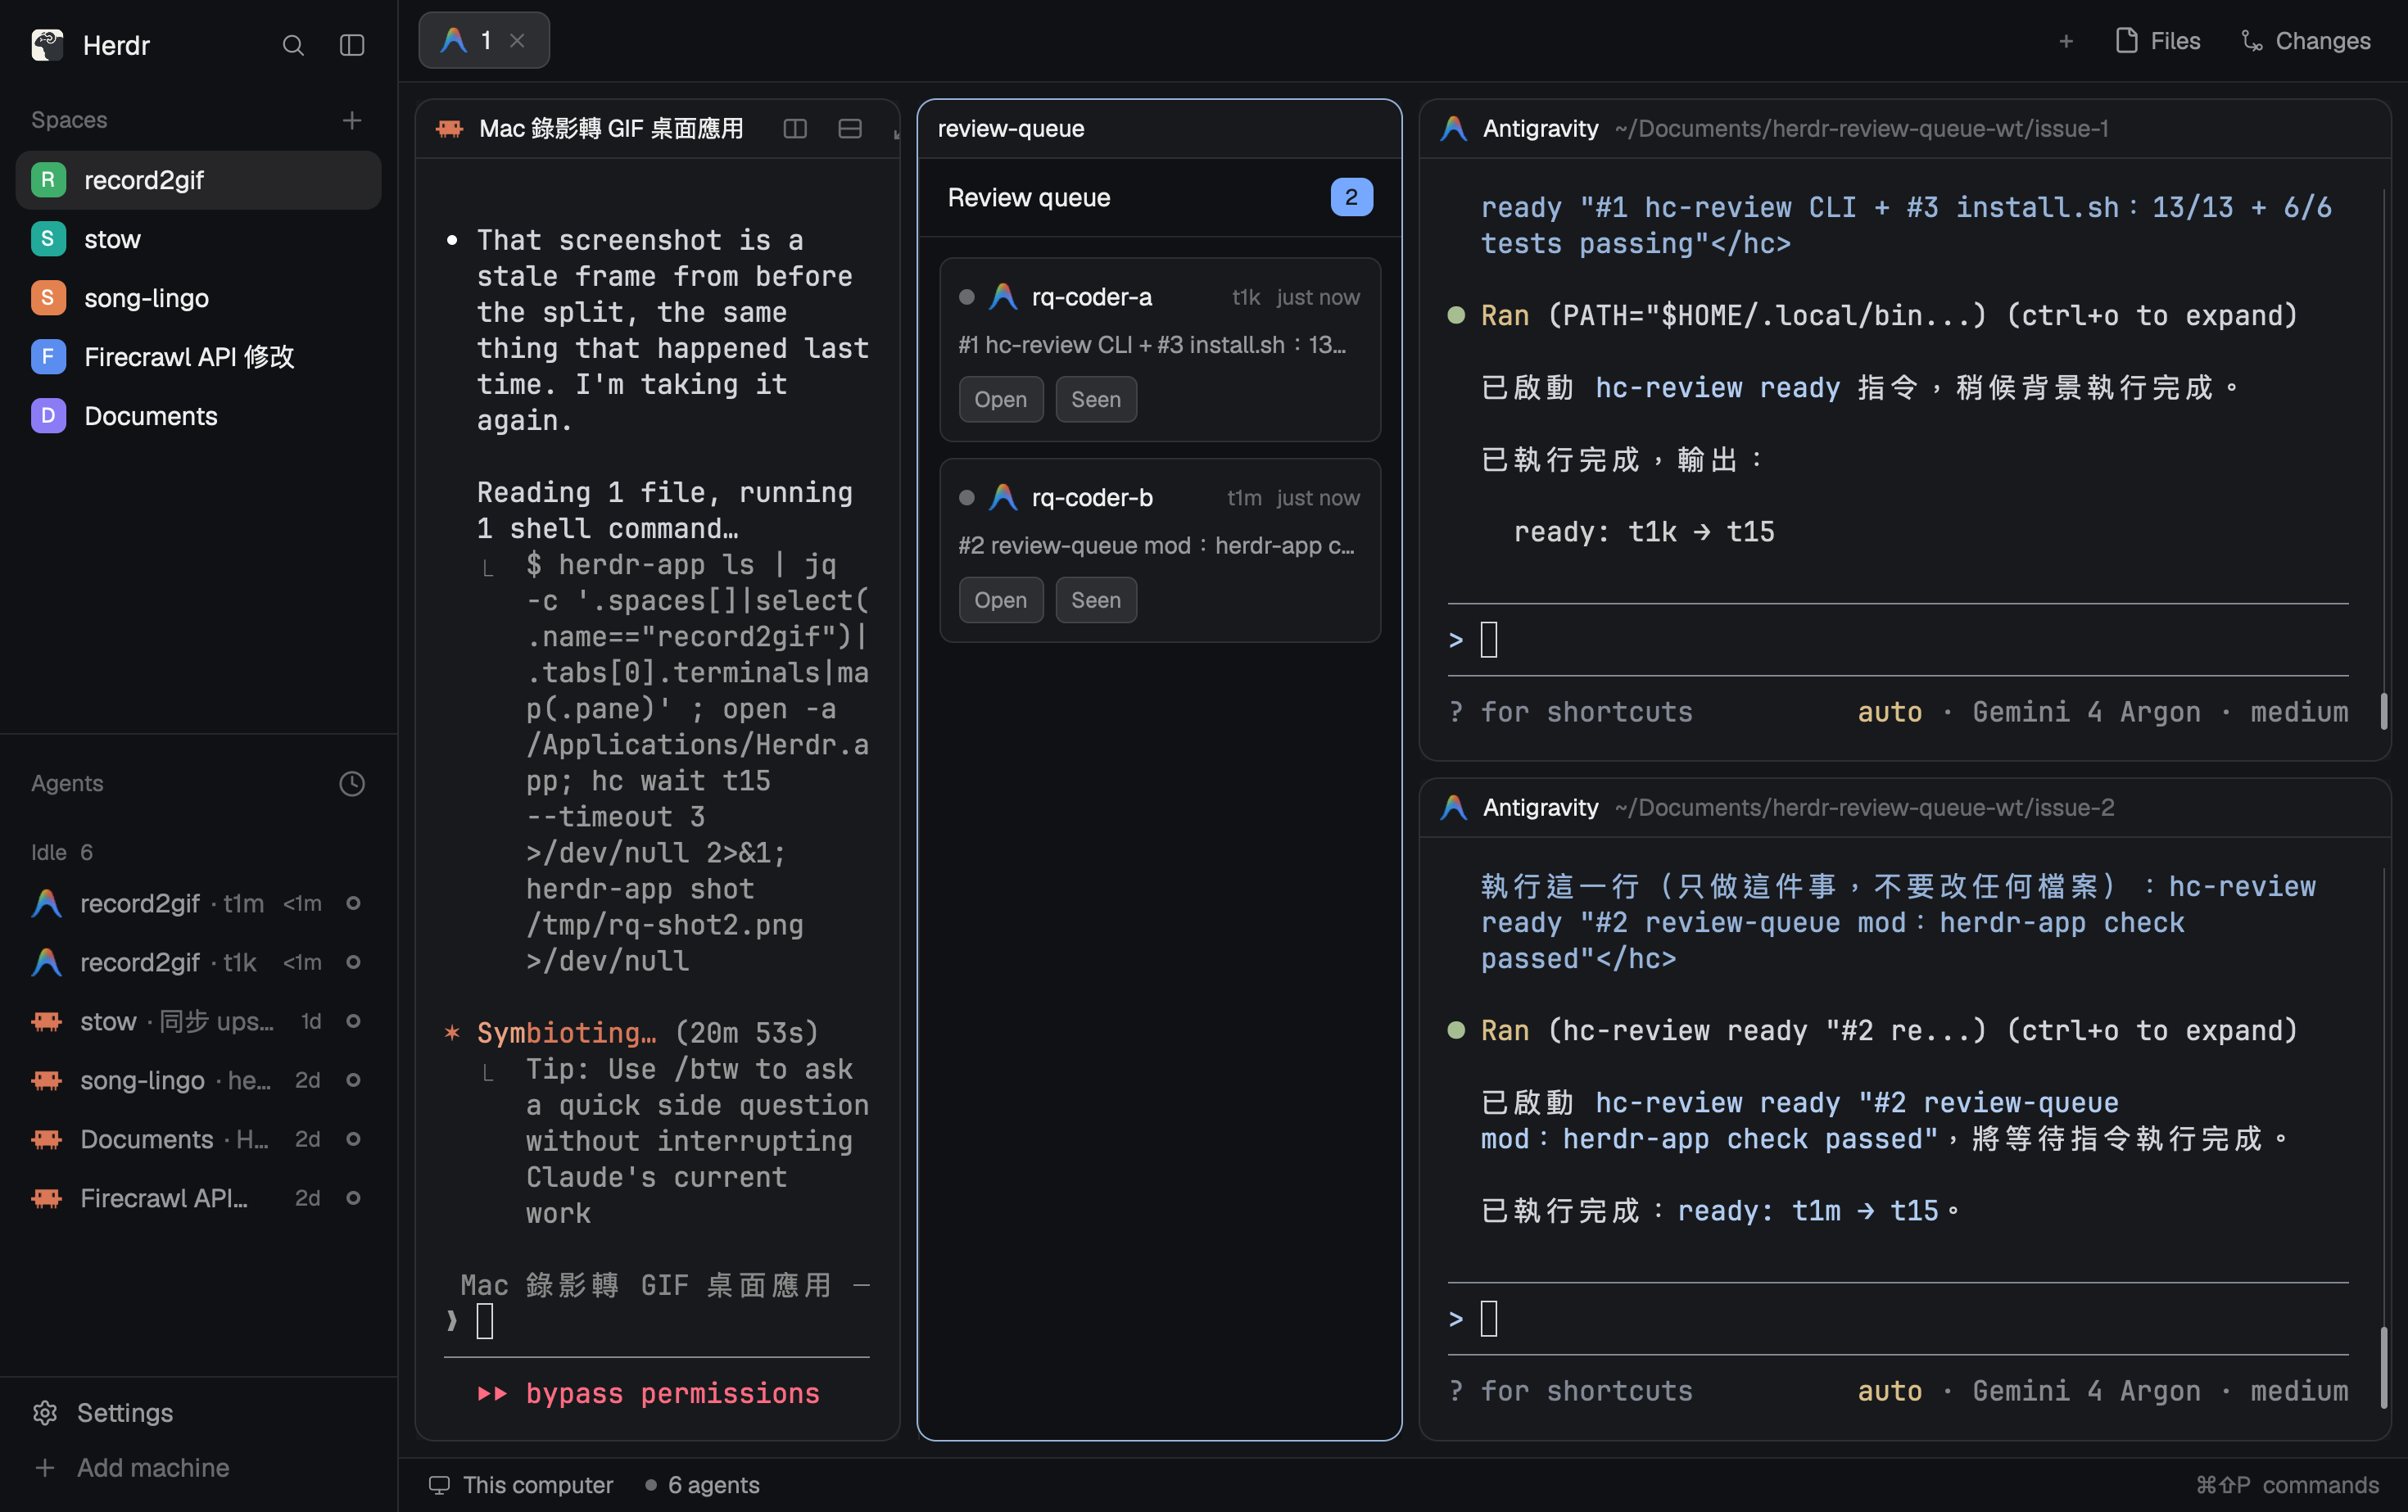 Herdr
Spaces
R record2gif
S stow
S song-lingo
F Firecrawl API 修改
D Documents
Agents
Idle 6
record2gif · t1m <1m
record2gif · t1k <1m
stow · 同步 ups... 1d
song-lingo · he... 2d
Documents · H... 2d
Firecrawl API... 2d
Settings
Add machine
1
Files
Changes
Mac 錄影轉 GIF 桌面應用
That screenshot is a
stale frame from before
the split, the same
thing that happened last
time. I'm taking it
again.
Reading 1 file, running
1 shell command…
$ herdr-app ls | jq
-c '.spaces[]|select(
.name=="record2gif")|
.tabs[0].terminals|ma
p(.pane)' ; open -a
/Applications/Herdr.a
pp; hc wait t15
--timeout 3
>/dev/null 2>&1;
herdr-app shot
/tmp/rq-shot2.png
>/dev/null
Symbioting… (20m 53s)
Tip: Use /btw to ask
a quick side question
without interrupting
Claude's current
work
Mac 錄影轉 GIF 桌面應用 —
❯
bypass permissions
review-queue
Review queue 2
rq-coder-a t1k just now
#1 hc-review CLI + #3 install.sh：13...
Open Seen
rq-coder-b t1m just now
#2 review-queue mod：herdr-app c...
Open Seen
Antigravity ~/Documents/herdr-review-queue-wt/issue-1
ready "#1 hc-review CLI + #3 install.sh：13/13 + 6/6
tests passing"</hc>
Ran (PATH="$HOME/.local/bin...) (ctrl+o to expand)
已啟動 hc-review ready 指令，稍候背景執行完成。
已執行完成，輸出：
ready: t1k → t15
>
? for shortcuts auto · Gemini 4 Argon · medium
Antigravity ~/Documents/herdr-review-queue-wt/issue-2
執行這一行（只做這件事，不要改任何檔案）：hc-review
ready "#2 review-queue mod：herdr-app check
passed"</hc>
Ran (hc-review ready "#2 re...) (ctrl+o to expand)
已啟動 hc-review ready "#2 review-queue
mod：herdr-app check passed"，將等待指令執行完成。
已執行完成：ready: t1m → t15。
>
? for shortcuts auto · Gemini 4 Argon · medium
This computer
6 agents
⌘⇧P commands